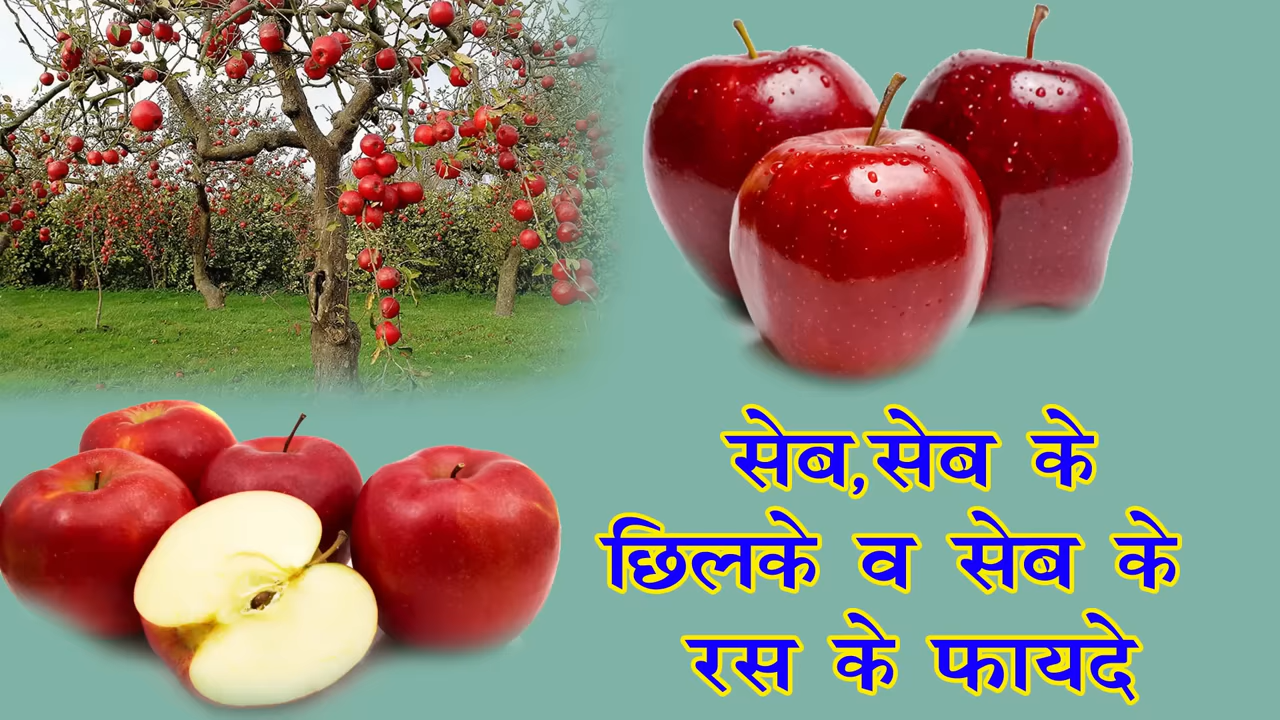 सेब,सेब के
छिलके व सेब के
रस के फायदे